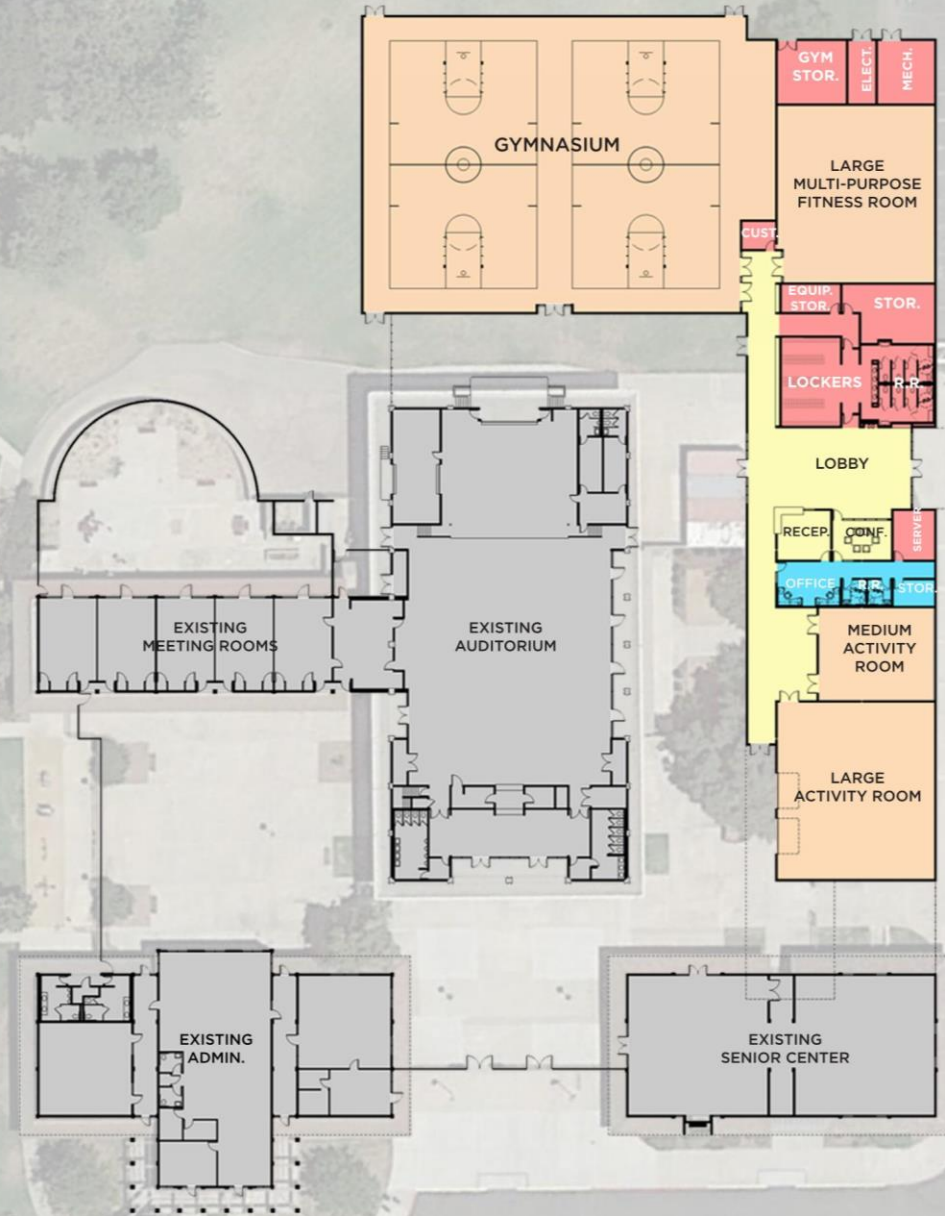 GYM
STOR.
ELECT.
MECH.
GYMNASIUM
LARGE
MULTI-PURPOSE
FITNESS ROOM
CUST.
EQUIP.
STOR.
STOR.
LOCKERS
R.R.
LOBBY
RECEP.
CONF.
SERVER
OFFICE
R.R.
STOR.
EXISTING
MEETING ROOMS
EXISTING
AUDITORIUM
MEDIUM
ACTIVITY
ROOM
LARGE
ACTIVITY ROOM
EXISTING
ADMIN.
EXISTING
SENIOR CENTER